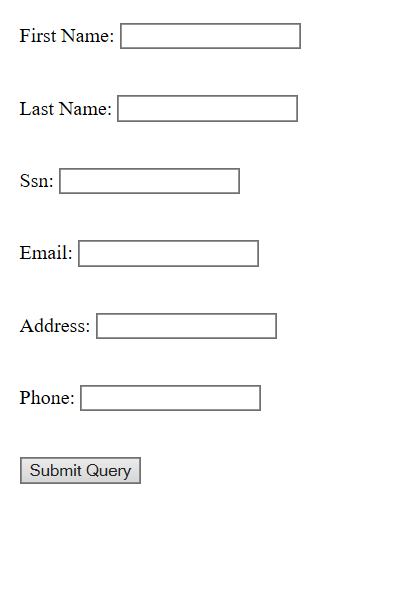 First Name:
Last Name:
Ssn:
Email:
Address:
Phone:
Submit Query